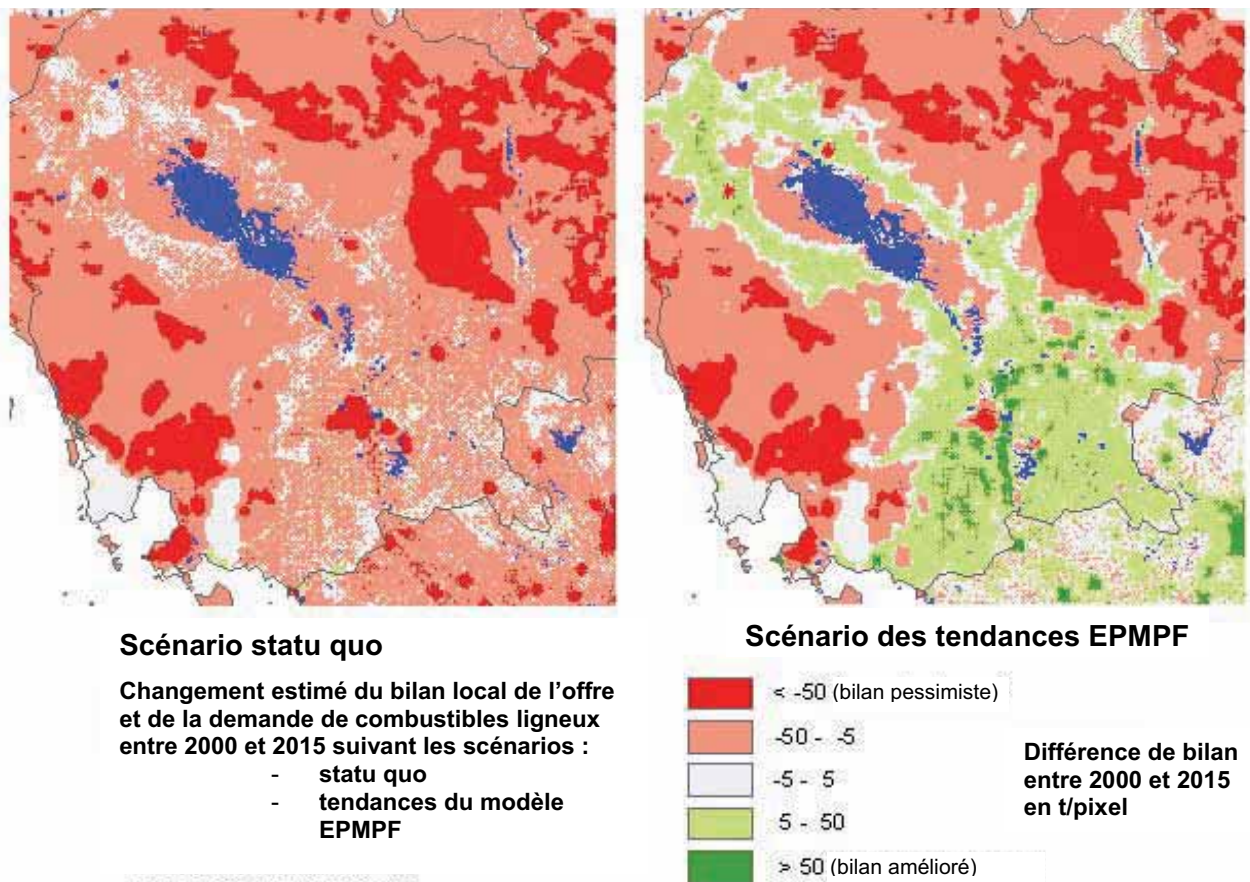 Scénario statu quo
Changement estimé du bilan local de l’offre
et de la demande de combustibles ligneux
entre 2000 et 2015 suivant les scénarios :
- statu quo
- tendances du modèle
EPMPF
Scénario des tendances EPMPF
< -50 (bilan pessimiste)
-50 - -5
-5 - 5
5 - 50
> 50 (bilan amélioré)
Différence de bilan
entre 2000 et 2015
en t/pixel